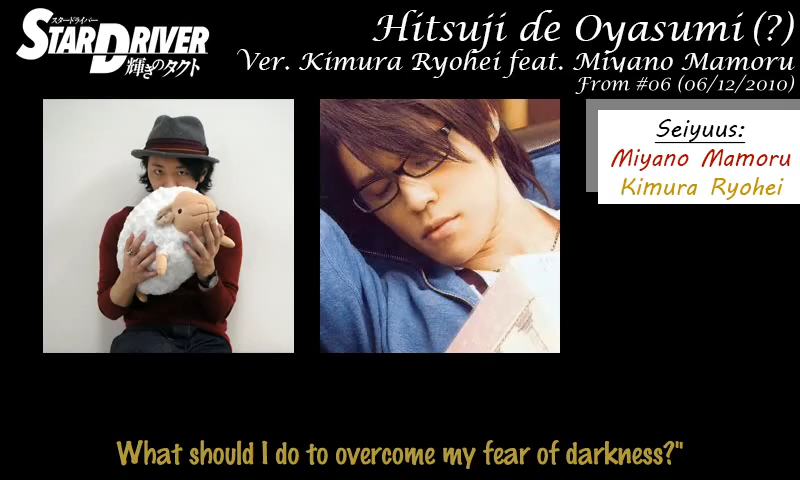 スタードライバー
STAR DRIVER
輝きのタクト
Hitsuji de Oyasumi (?)
Ver. Kimura Ryohei feat. Miyano Mamoru
From #06 (06/12/2010)
Seiyuus:
Miyano Mamoru
Kimura Ryohei
What should I do to overcome my fear of darkness?"